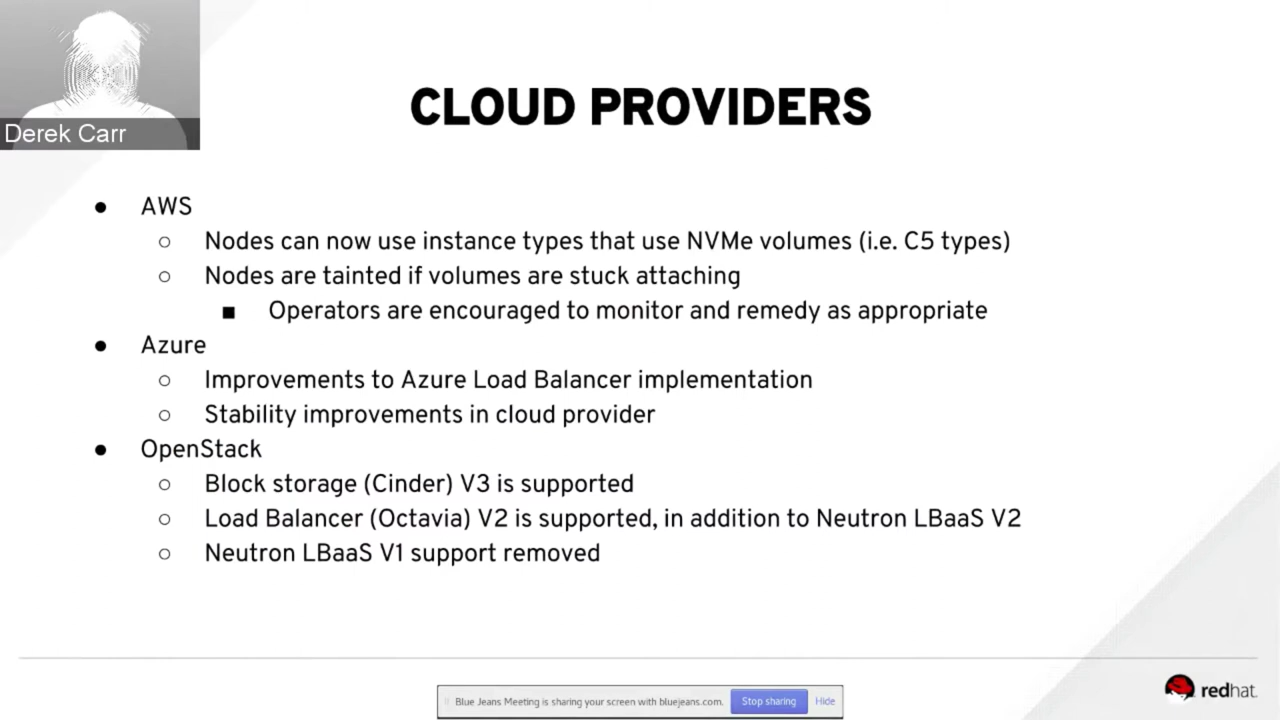 Derek Carr
CLOUD PROVIDERS
● AWS
○ Nodes can now use instance types that use NVMe volumes (i.e. C5 types)
○ Nodes are tainted if volumes are stuck attaching
■ Operators are encouraged to monitor and remedy as appropriate
● Azure
○ Improvements to Azure Load Balancer implementation
○ Stability improvements in cloud provider
● OpenStack
○ Block storage (Cinder) V3 is supported
○ Load Balancer (Octavia) V2 is supported, in addition to Neutron LBaaS V2
○ Neutron LBaaS V1 support removed
Blue Jeans Meeting is sharing your screen with bluejeans.com. Stop sharing Hide
redhat.